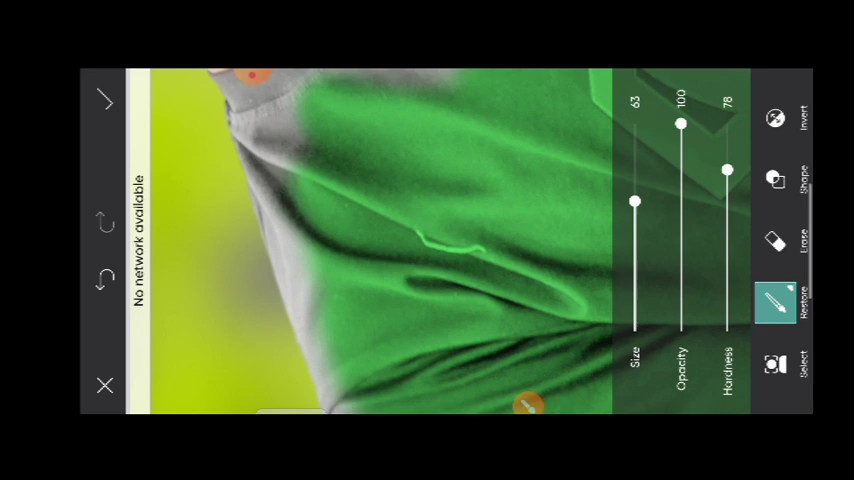 No network available
63
100
78
Size
Opacity
Hardness
Invert
Shape
Erase
Restore
Select